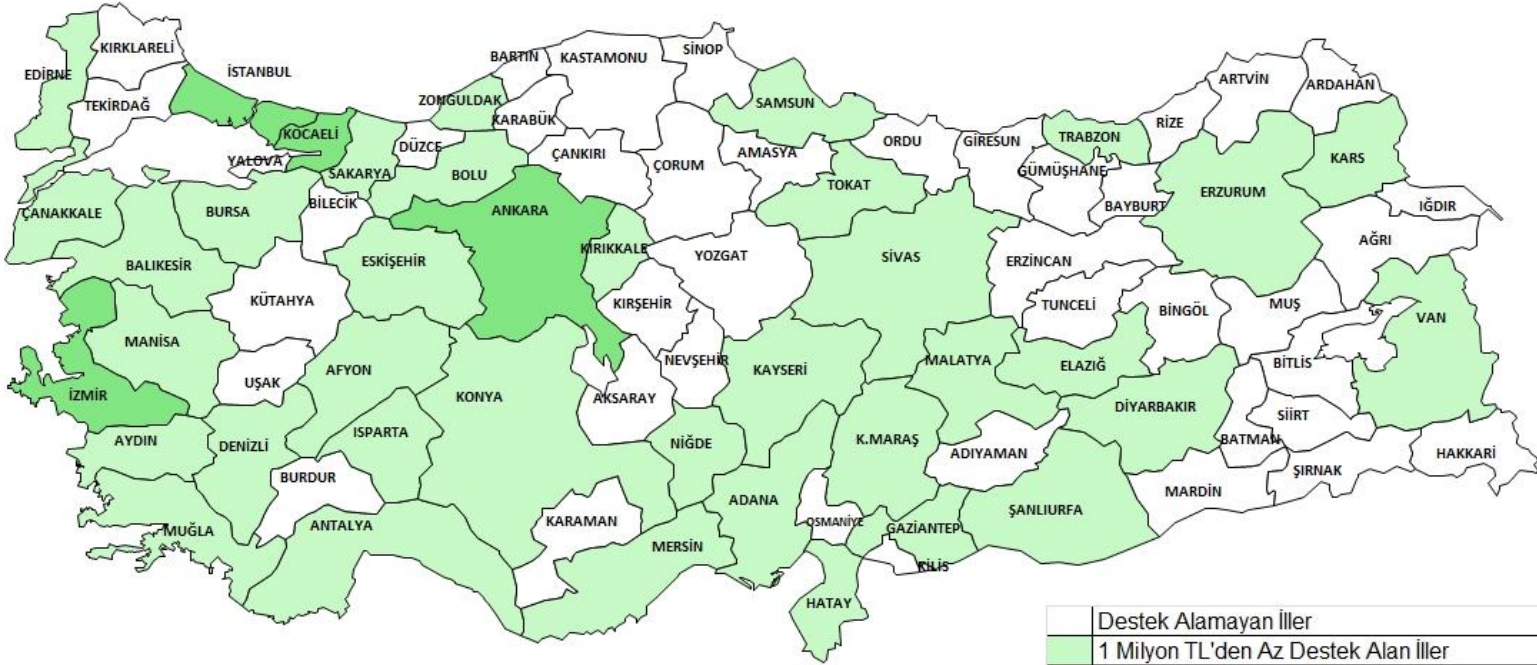 KIRKLARELİ
EDİRNE
TEKİRDAĞ
İSTANBUL
KOCAELİ
YALOVA
SAKARYA
DÜZCE
ZONGULDAK
BARTIN
KARABÜK
KASTAMONU
SİNOP
ÇANKIRI
ÇORUM
SAMSUN
AMASYA
TOKAT
ORDU
GİRESUN
TRABZON
GÜMÜŞHANE
BAYBURT
RİZE
ARTVİN
ARDAHAN
KARS
ERZURUM
IĞDIR
AĞRI
ÇANAKKALE
BURSA
BİLECİK
BOLU
ANKARA
BALIKESİR
ESKİŞEHİR
KIRIKKALE
YOZGAT
SİVAS
ERZİNCAN
KÜTAHYA
KIRŞEHİR
TUNCELİ
BİNGÖL
MUŞ
VAN
MANİSA
UŞAK
AFYON
NEVŞEHİR
KAYSERİ
MALATYA
ELAZIĞ
BİTLİS
İZMİR
KONYA
AKSARAY
DİYARBAKIR
SİİRT
AYDIN
DENİZLİ
ISPARTA
NİĞDE
K.MARAŞ
ADIYAMAN
BATMAN
ŞIRNAK
HAKKARİ
BURDUR
MARDİN
MUĞLA
ANTALYA
KARAMAN
MERSİN
ADANA
OSMANİYE
GAZİANTEP
ŞANLIURFA
KİLİS
HATAY
Destek Alamayan İller
1 Milyon TL'den Az Destek Alan İller